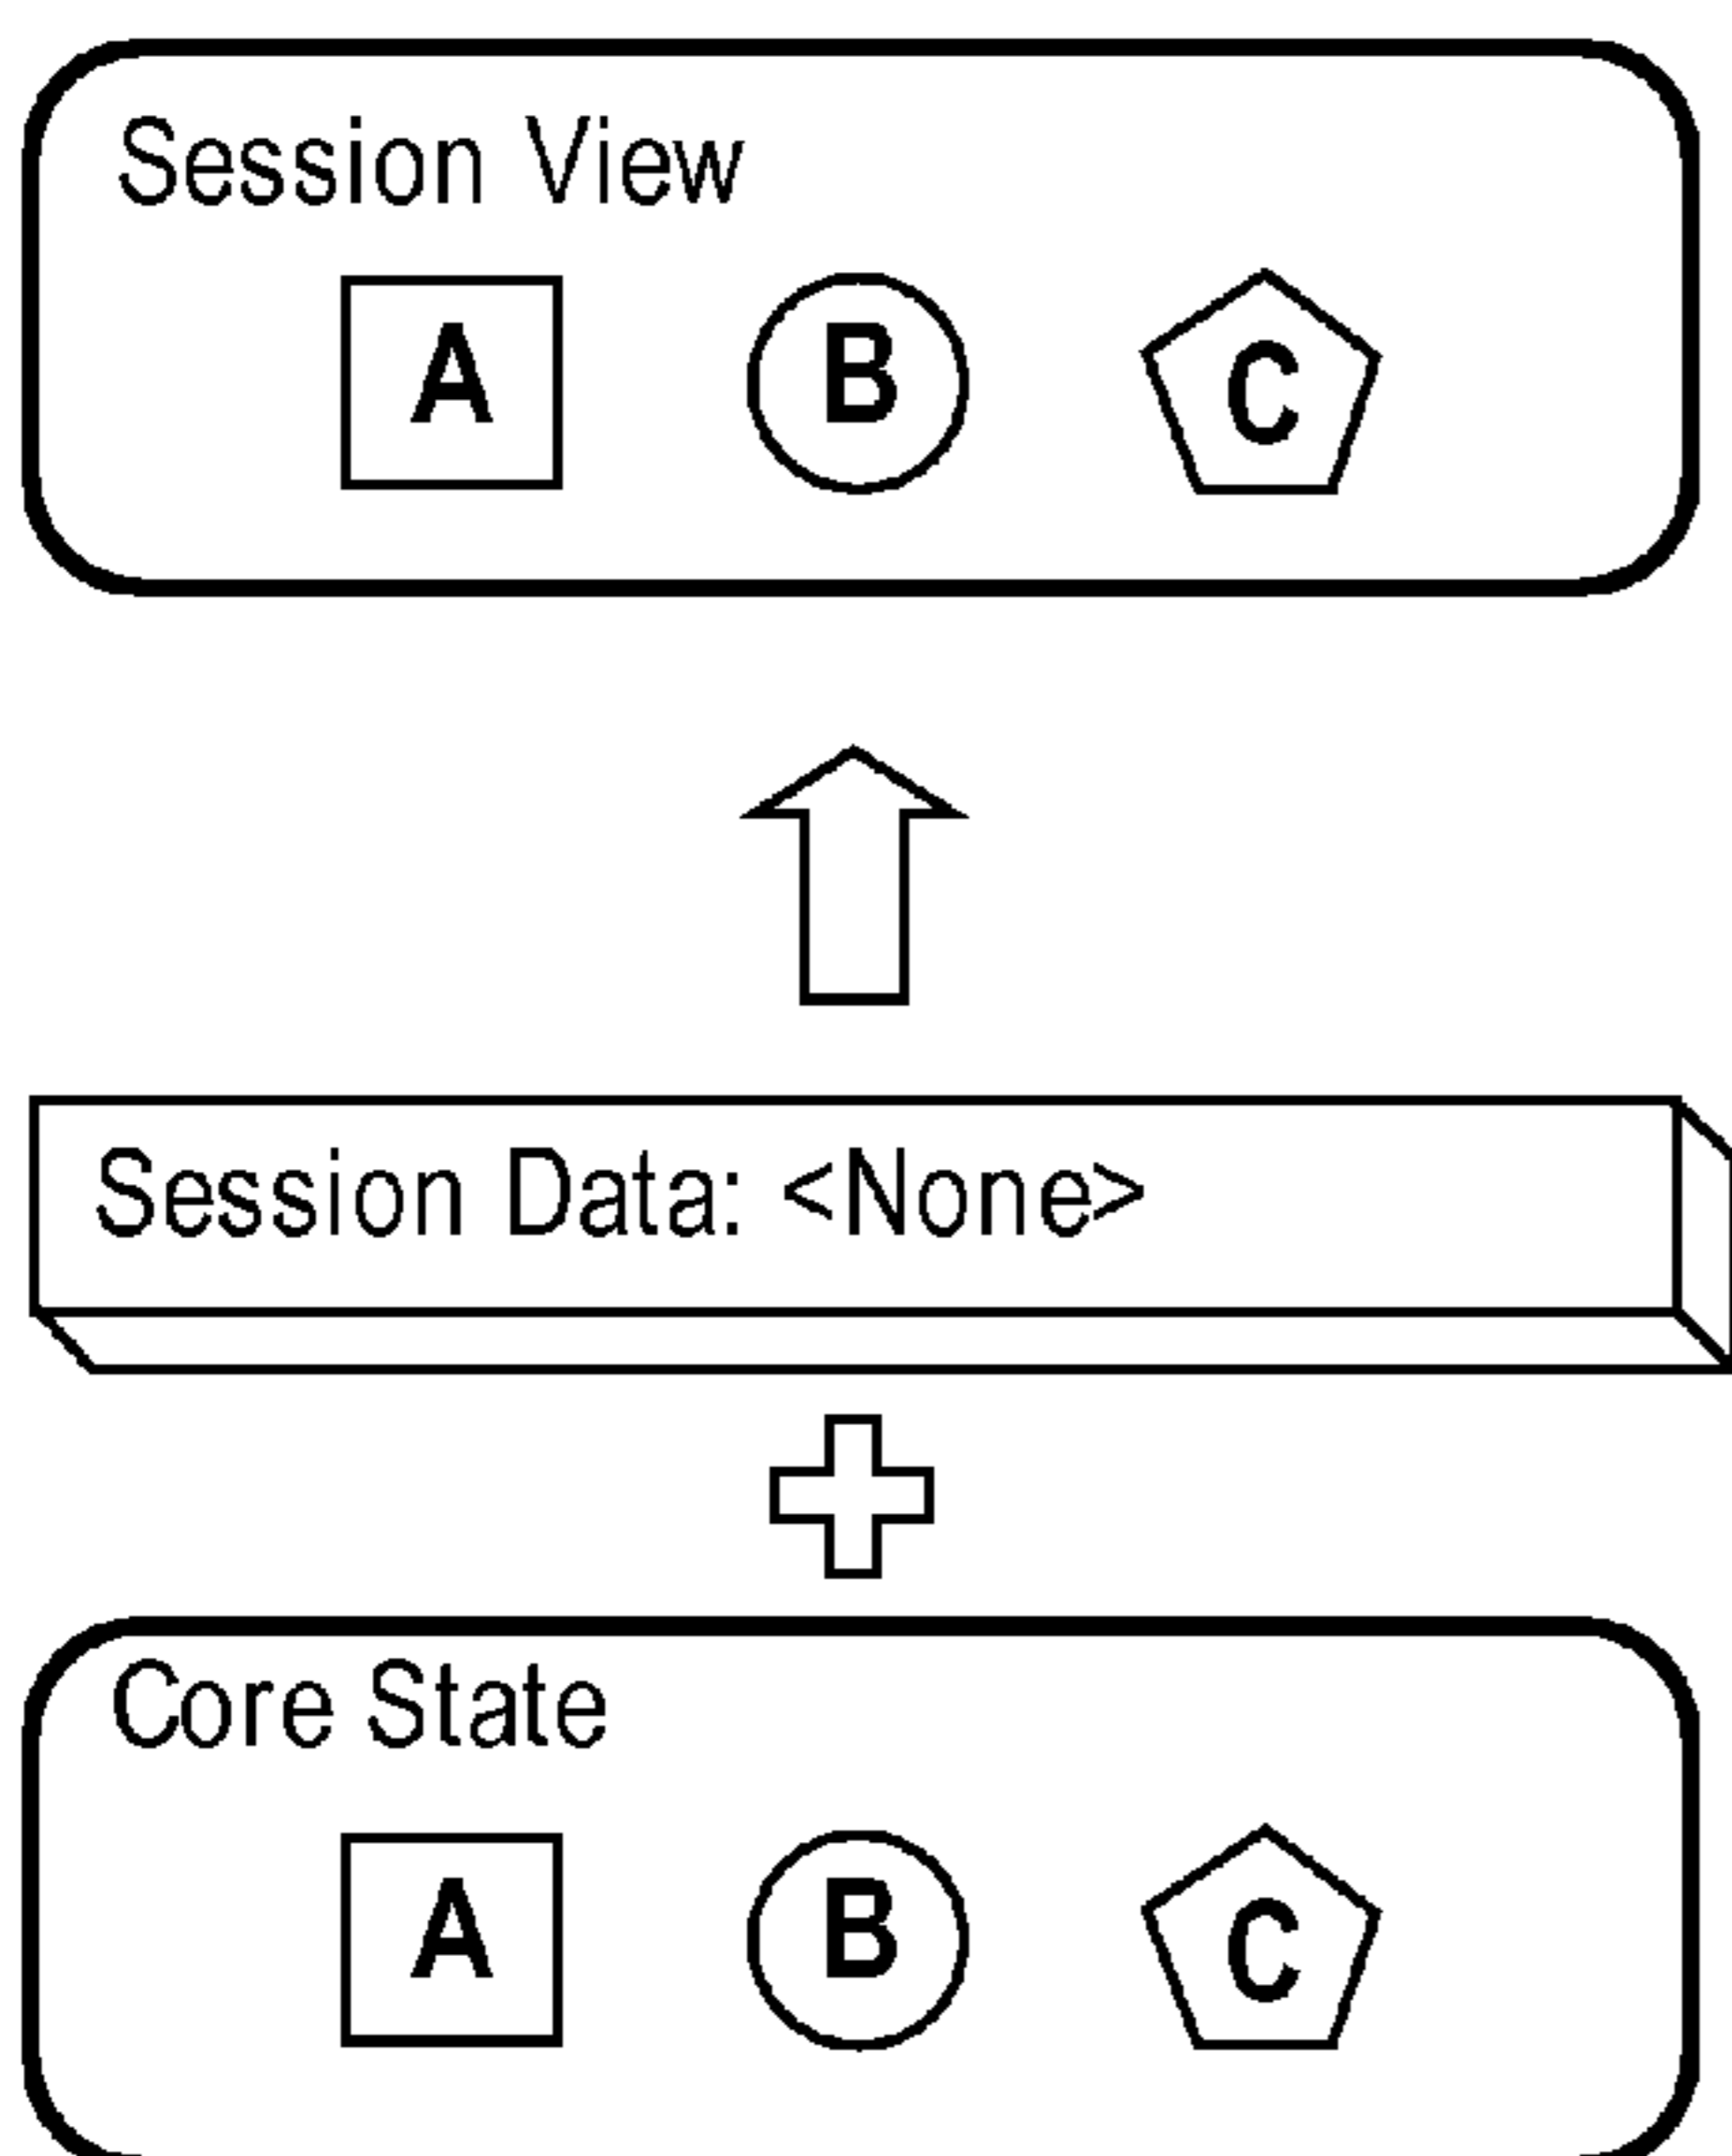 Session View
A B C
Session Data: <None>
Core State
A B C